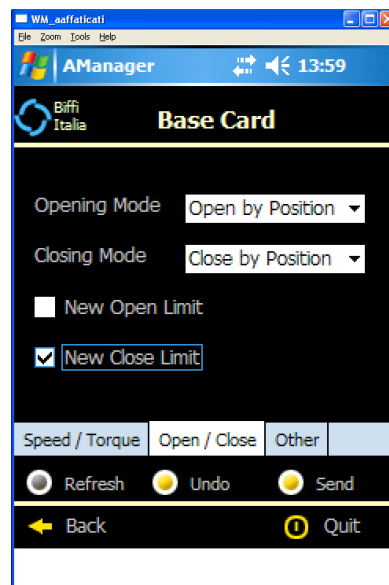 WM_aaffaticati
File Zoom Tools Help
AManager 13:59
Biffi
Italia
Base Card
Opening Mode Open by Position
Closing Mode Close by Position
New Open Limit
New Close Limit
Speed / Torque Open / Close Other
Refresh Undo Send
Back Quit